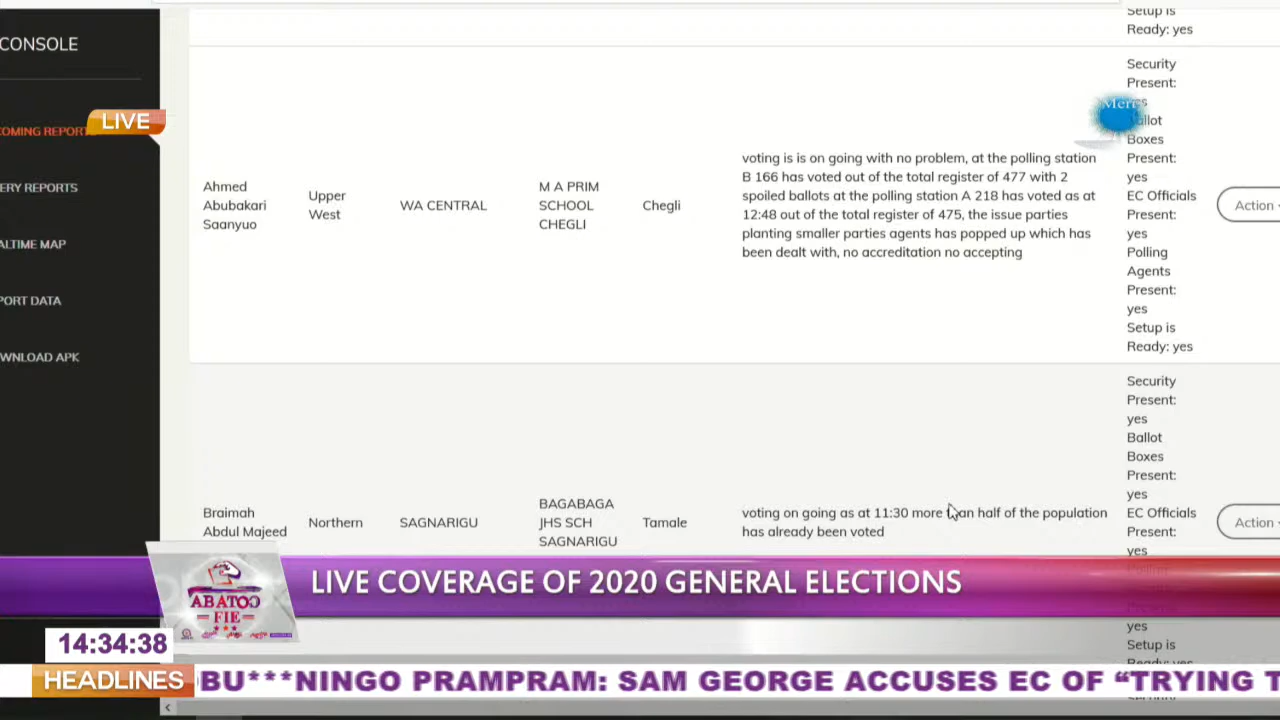 CONSOLE
COMING REPORT
ERY REPORTS
ALTIME MAP
PORT DATA
WNLOAD APK
LIVE
Setup is
Ready: yes
Ahmed
Abubakari
Saanyuo
Upper
West
WA CENTRAL
M A PRIM
SCHOOL
CHEGLI
Chegli
voting is is on going with no problem, at the polling station
B 166 has voted out of the total register of 477 with 2
spoiled ballots at the polling station A 218 has voted as at
12:48 out of the total register of 475, the issue parties
planting smaller parties agents has popped up which has
been dealt with, no accreditation no accepting
Security
Present:
yes
Ballot
Boxes
Present:
yes
EC Officials
Present:
yes
Polling
Agents
Present:
yes
Setup is
Ready: yes
Action
Braimah
Abdul Majeed
Northern
SAGNARIGU
BAGABAGA
JHS SCH
SAGNARIGU
Tamale
voting on going as at 11:30 more than half of the population
has already been voted
Security
Present:
yes
Ballot
Boxes
Present:
yes
EC Officials
Present:
yes
yes
Setup is
Ready: yes
Action
ABATOO
FIE
LIVE COVERAGE OF 2020 GENERAL ELECTIONS
14:34:38
HEADLINES
OBU***NINGO PRAMPRAM: SAM GEORGE ACCUSES EC OF “TRYING T